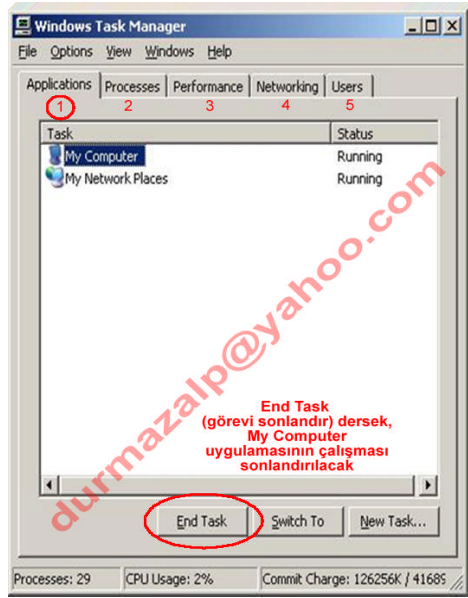 Windows Task Manager
File Options View Windows Help
Applications Processes Performance Networking Users
1 2 3 4 5
Task Status
My Computer Running
My Network Places Running
durmazalp@yahoo.com
End Task
(görevi sonlandır) dersek,
My Computer
uygulamasının çalışması
sonlandırılacak
End Task Switch To New Task...
Processes: 29 CPU Usage: 2% Commit Charge: 126256K / 41689